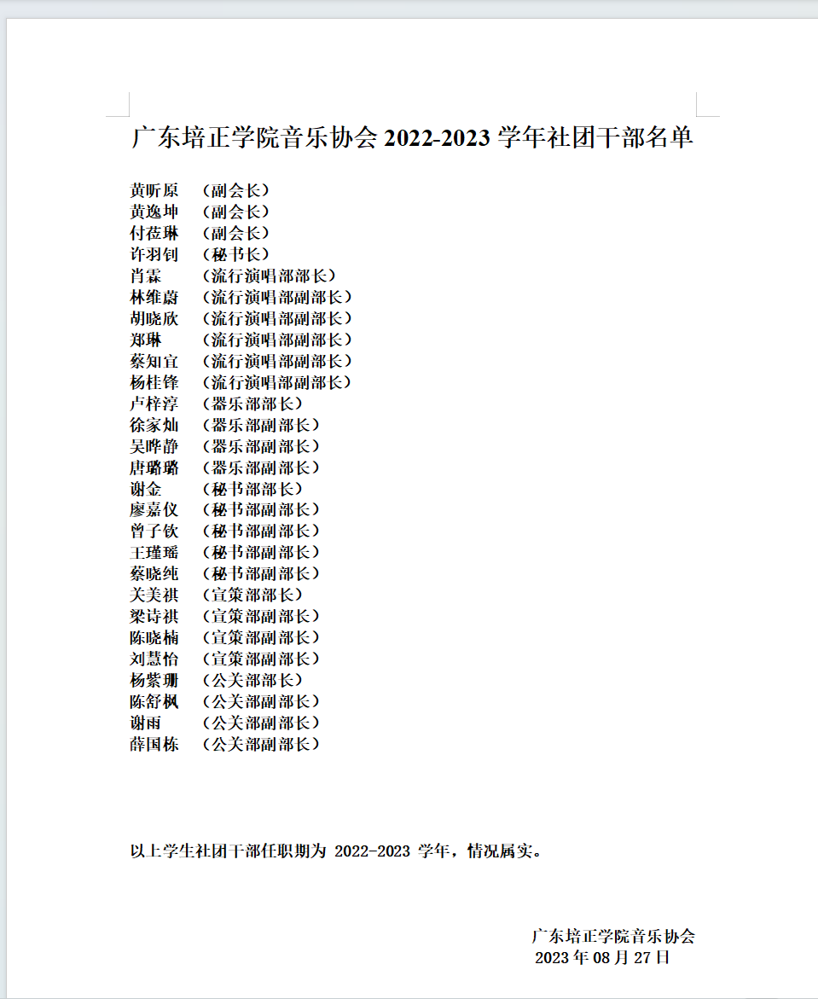 广东培正学院音乐协会 2022-2023 学年社团干部名单
黄昕原 （副会长）
黄逸坤 （副会长）
付莅琳 （副会长）
许羽钊 （秘书长）
肖霖 （流行演唱部部长）
林维蔚 （流行演唱部副部长）
胡晓欣 （流行演唱部副部长）
郑琳 （流行演唱部副部长）
蔡知宜 （流行演唱部副部长）
杨桂锋 （流行演唱部副部长）
卢梓淳 （器乐部部长）
徐家灿 （器乐部副部长）
吴晔静 （器乐部副部长）
唐璐璐 （器乐部副部长）
谢金 （秘书部部长）
廖嘉仪 （秘书部副部长）
曾子钦 （秘书部副部长）
王瑾瑶 （秘书部副部长）
蔡晓纯 （秘书部副部长）
关美祺 （宣策部部长）
梁诗祺 （宣策部副部长）
陈晓楠 （宣策部副部长）
刘慧怡 （宣策部副部长）
杨紫珊 （公关部部长）
陈舒枫 （公关部副部长）
谢雨 （公关部副部长）
薛国栋 （公关部副部长）
以上学生社团干部任职期为 2022-2023 学年，情况属实。
广东培正学院音乐协会
2023 年 08 月 27 日